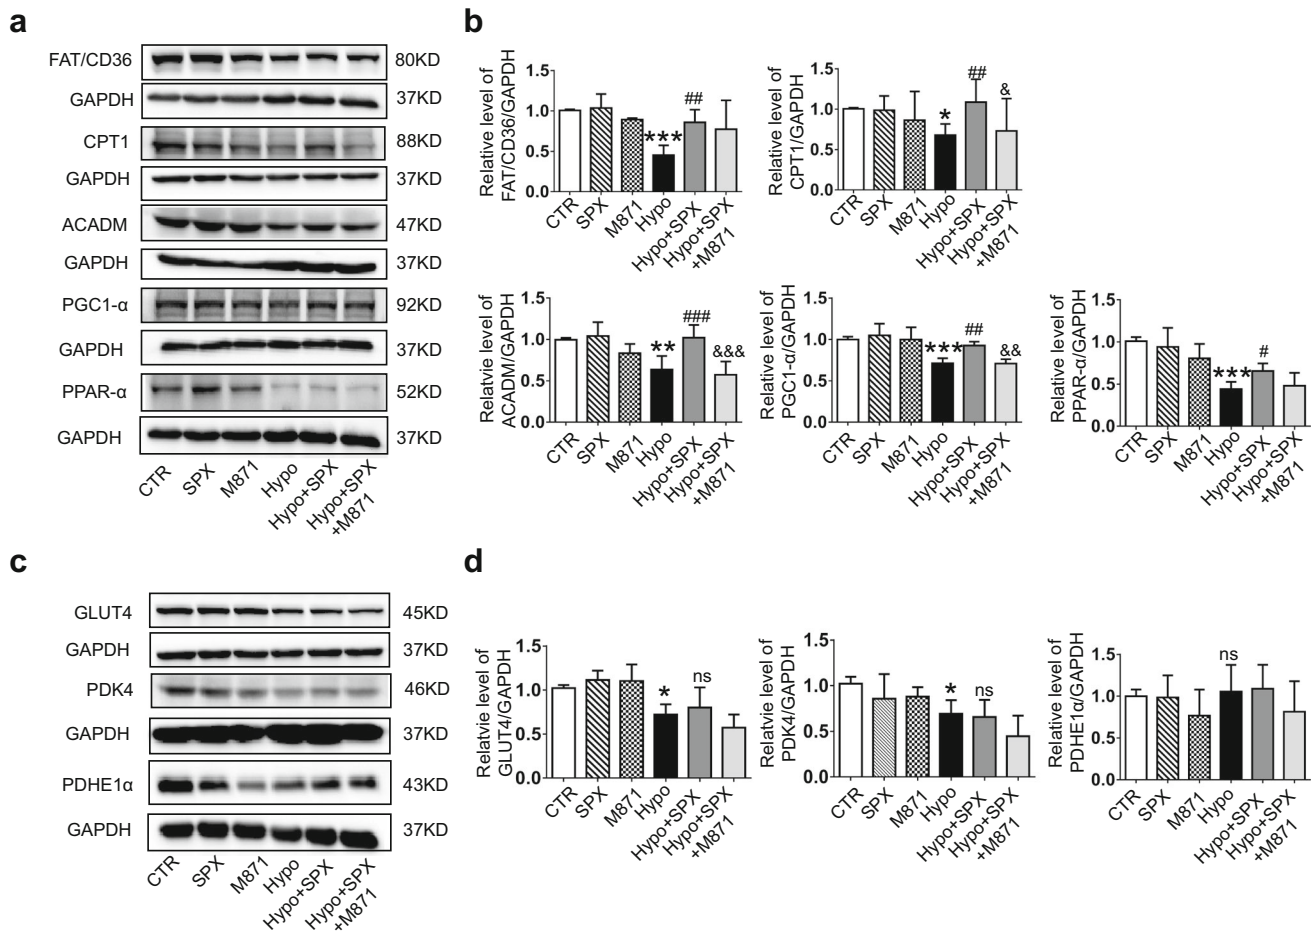 a
FAT/CD36 80KD
GAPDH 37KD
CPT1 88KD
GAPDH 37KD
ACADM 47KD
GAPDH 37KD
PGC1-α 92KD
GAPDH 37KD
PPAR-α 52KD
GAPDH 37KD
CTR SPX M871 Hypo Hypo+SPX Hypo+SPX
+M871
b
Relative level of
FAT/CD36/GAPDH
1.5
1.0
0.5
0.0
*** ##
CTR SPX M871 Hypo Hypo+SPX Hypo+SPX
+M871
Relative level of
CPT1/GAPDH
1.5
1.0
0.5
0.0
* ## &
CTR SPX M871 Hypo Hypo+SPX Hypo+SPX
+M871
Relatvie level of
ACADM/GAPDH
1.5
1.0
0.5
0.0
** ### &&&
CTR SPX M871 Hypo Hypo+SPX Hypo+SPX
+M871
Relative level of
PGC1-α/GAPDH
1.5
1.0
0.5
0.0
*** ## &&
CTR SPX M871 Hypo Hypo+SPX Hypo+SPX
+M871
Relative level of
PPAR-α/GAPDH
1.5
1.0
0.5
0.0
*** #
CTR SPX M871 Hypo Hypo+SPX Hypo+SPX
+M871
c
GLUT4 45KD
GAPDH 37KD
PDK4 46KD
GAPDH 37KD
PDHE1α 43KD
GAPDH 37KD
CTR SPX M871 Hypo Hypo+SPX Hypo+SPX
+M871
d
Relatvie level of
GLUT4/GAPDH
1.5
1.0
0.5
0.0
* ns
CTR SPX M871 Hypo Hypo+SPX Hypo+SPX
+M871
Relatvie level of
PDK4/GAPDH
1.5
1.0
0.5
0.0
* ns
CTR SPX M871 Hypo Hypo+SPX Hypo+SPX
+M871
Relative level of
PDHE1α/GAPDH
1.5
1.0
0.5
0.0
ns
CTR SPX M871 Hypo Hypo+SPX Hypo+SPX
+M871